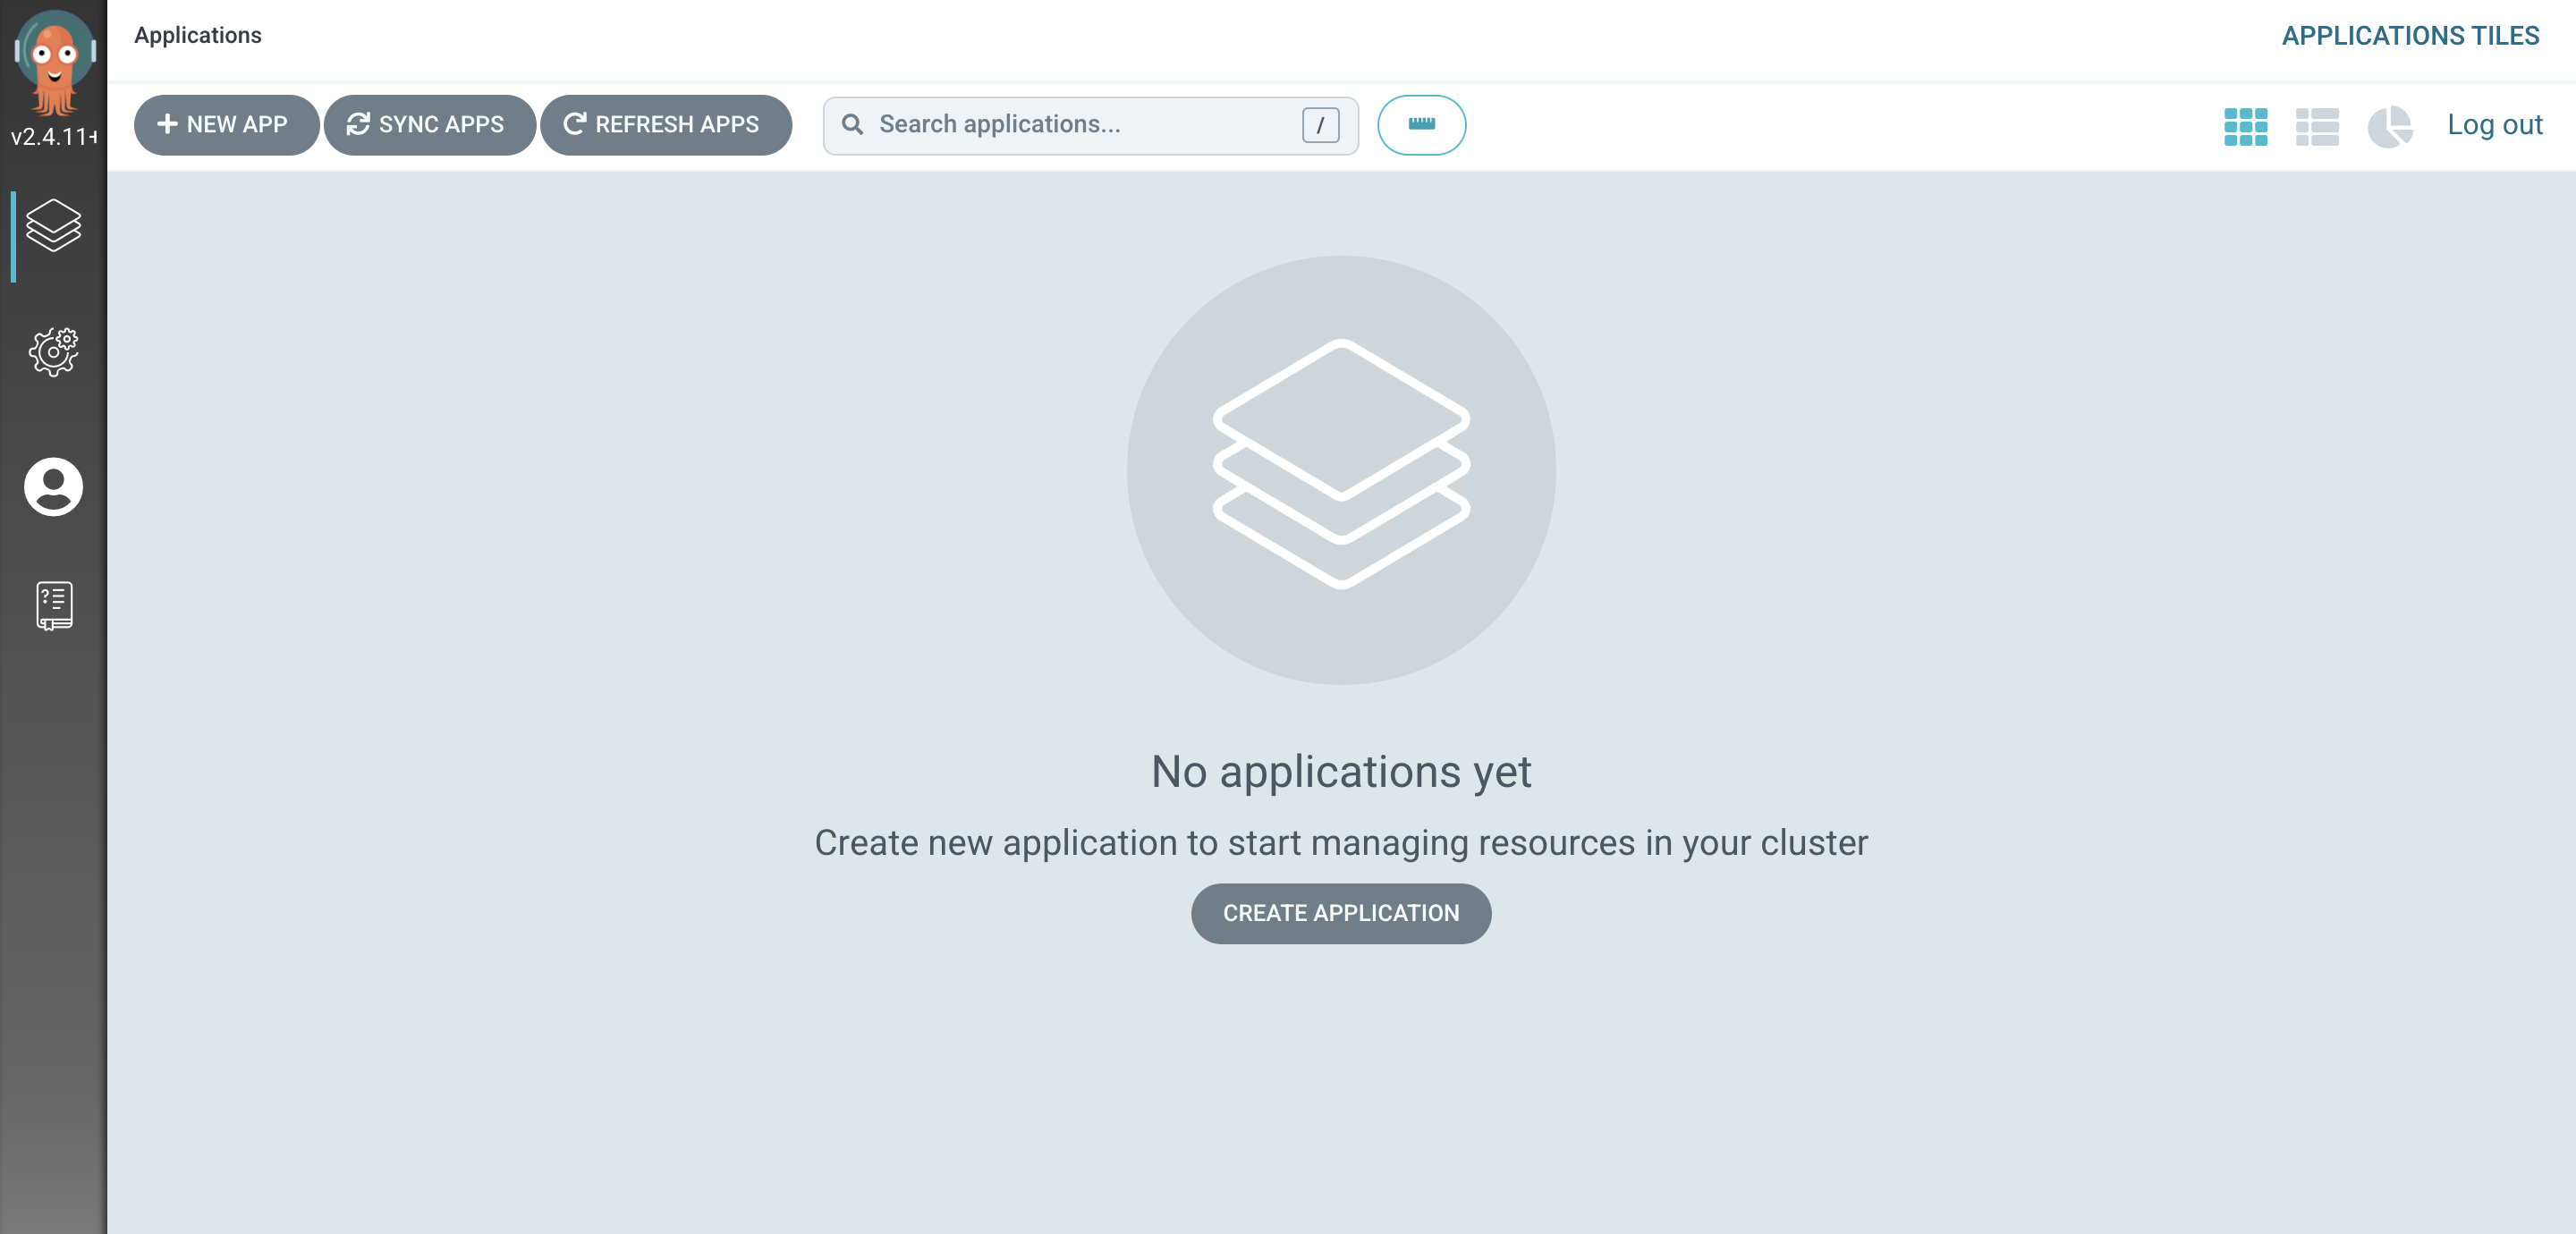 Applications
APPLICATIONS TILES
v2.4.11+
NEW APP
SYNC APPS
REFRESH APPS
Search applications...
/
Log out
No applications yet
Create new application to start managing resources in your cluster
CREATE APPLICATION